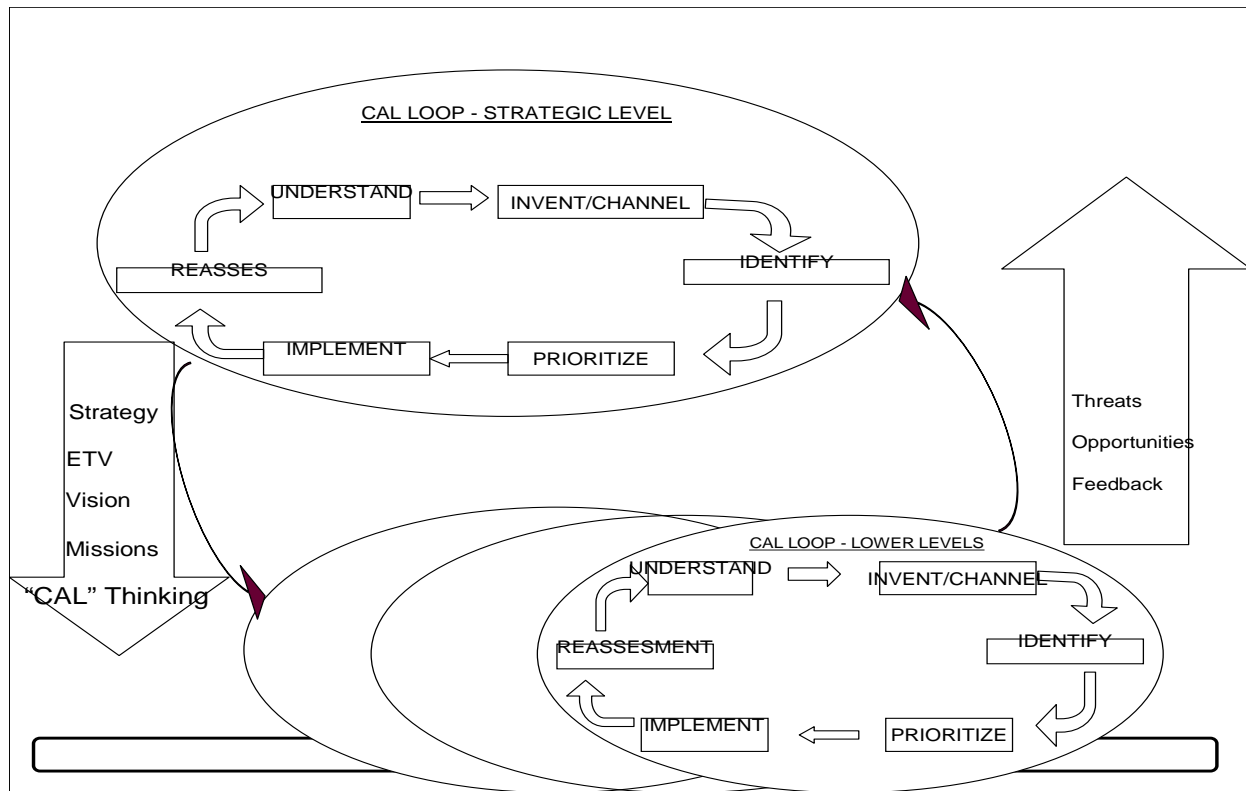 CAL LOOP - STRATEGIC LEVEL
UNDERSTAND
INVENT/CHANNEL
IDENTIFY
REASSES
IMPLEMENT
PRIORITIZE
Strategy
ETV
Vision
Missions
“CAL” Thinking
Threats
Opportunities
Feedback
CAL LOOP - LOWER LEVELS
UNDERSTAND
INVENT/CHANNEL
IDENTIFY
REASSESMENT
IMPLEMENT
PRIORITIZE